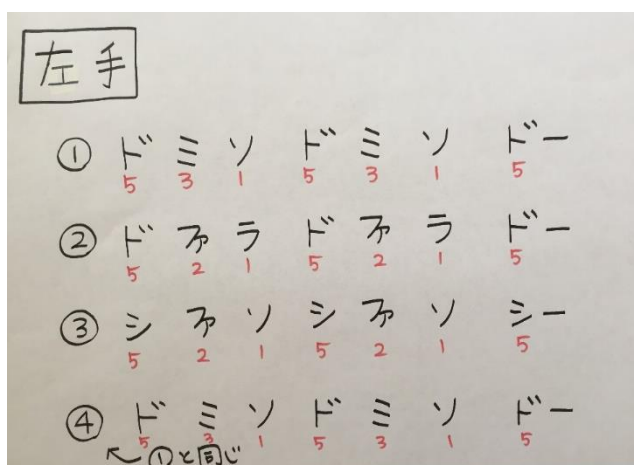 左手
① ド ミ ソ ド ミ ソ ドー
5 3 1 5 3 1 5
② ド ファ ラ ド ファ ラ ドー
5 2 1 5 2 1 5
③ シ ファ ソ シ ファ ソ シー
5 2 1 5 2 1 5
④ ド ミ ソ ド ミ ソ ドー
5 3 1 5 3 1 5
↖①と同じ